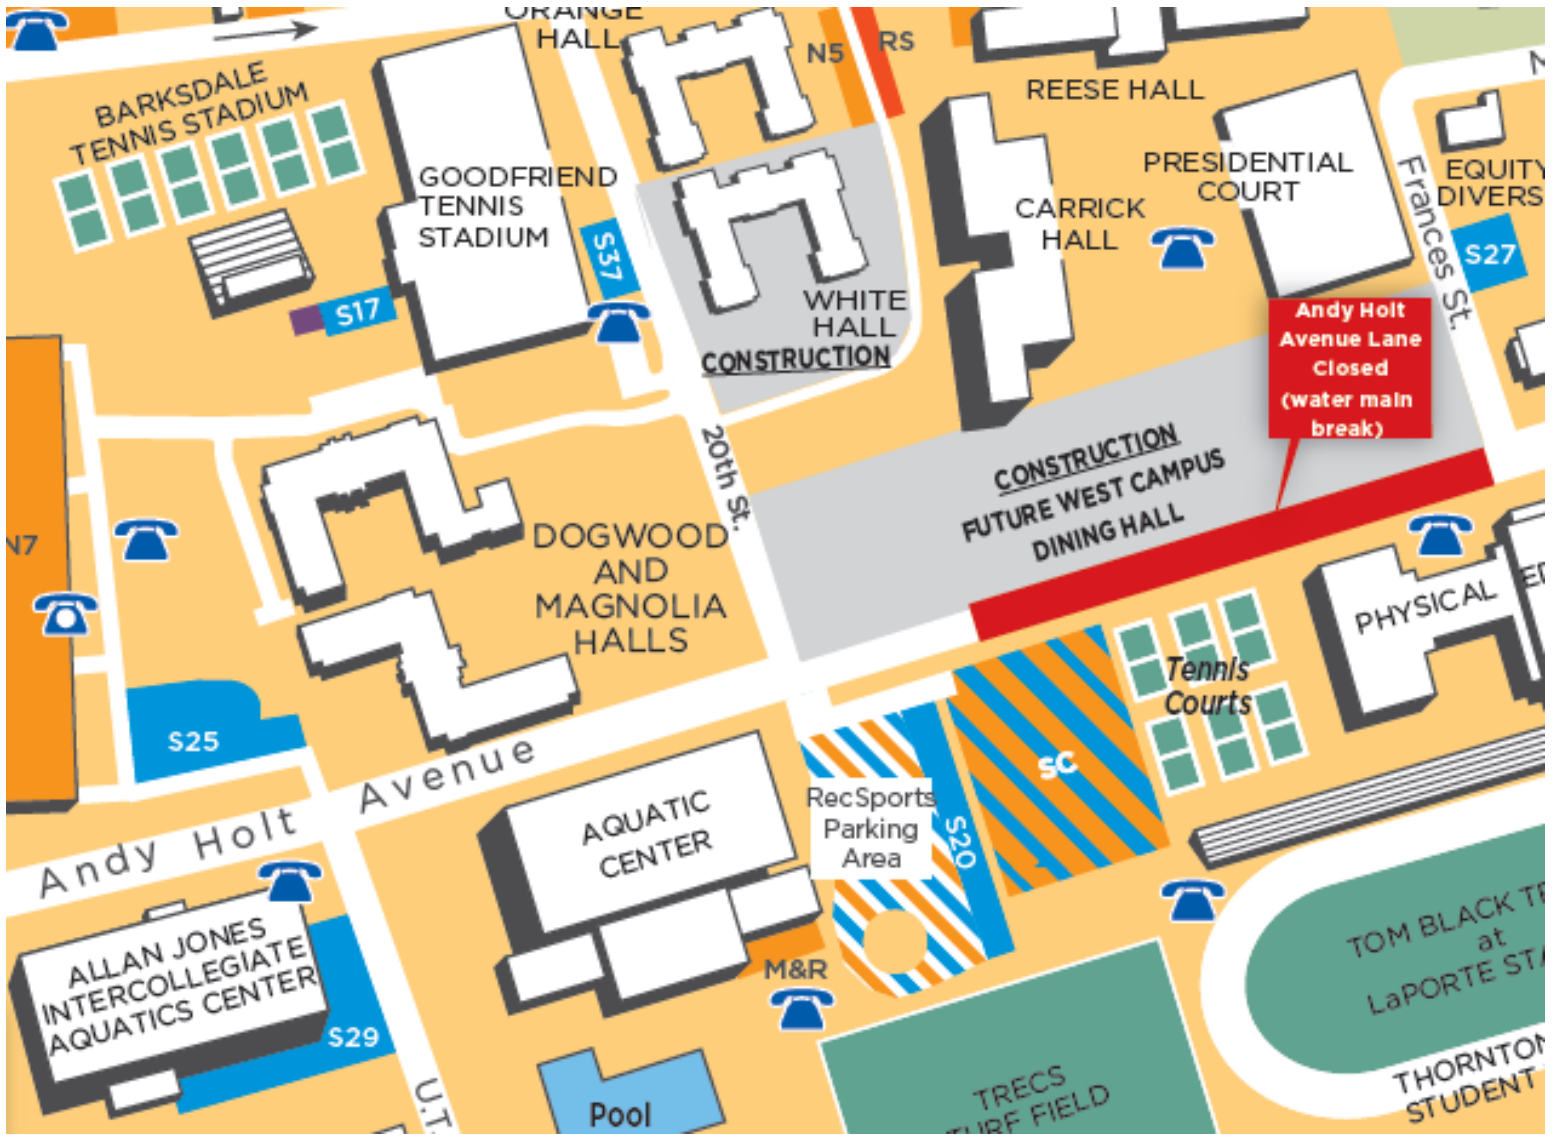 ORANGE
HALL
N5
RS
REESE HALL
BARKSDALE
TENNIS STADIUM
GOODFRIEND
TENNIS
STADIUM
PRESIDENTIAL
COURT
Frances St.
EQUITY
DIVERS
CARRICK
HALL
S37
S27
S17
WHITE
HALL
CONSTRUCTION
Andy Holt
Avenue Lane
Closed
(water main
break)
20th St.
CONSTRUCTION
FUTURE WEST CAMPUS
DINING HALL
N7
DOGWOOD
AND
MAGNOLIA
HALLS
PHYSICAL
Tennis
Courts
S25
Andy Holt Avenue
SC
RecSports
Parking
Area
S20
AQUATIC
CENTER
ALLAN JONES
INTERCOLLEGIATE
AQUATICS CENTER
M&R
S29
TOM BLACK TR
at
LaPORTE STA
U.T.
Pool
TRECS
TURF FIELD
THORNTON
STUDENT